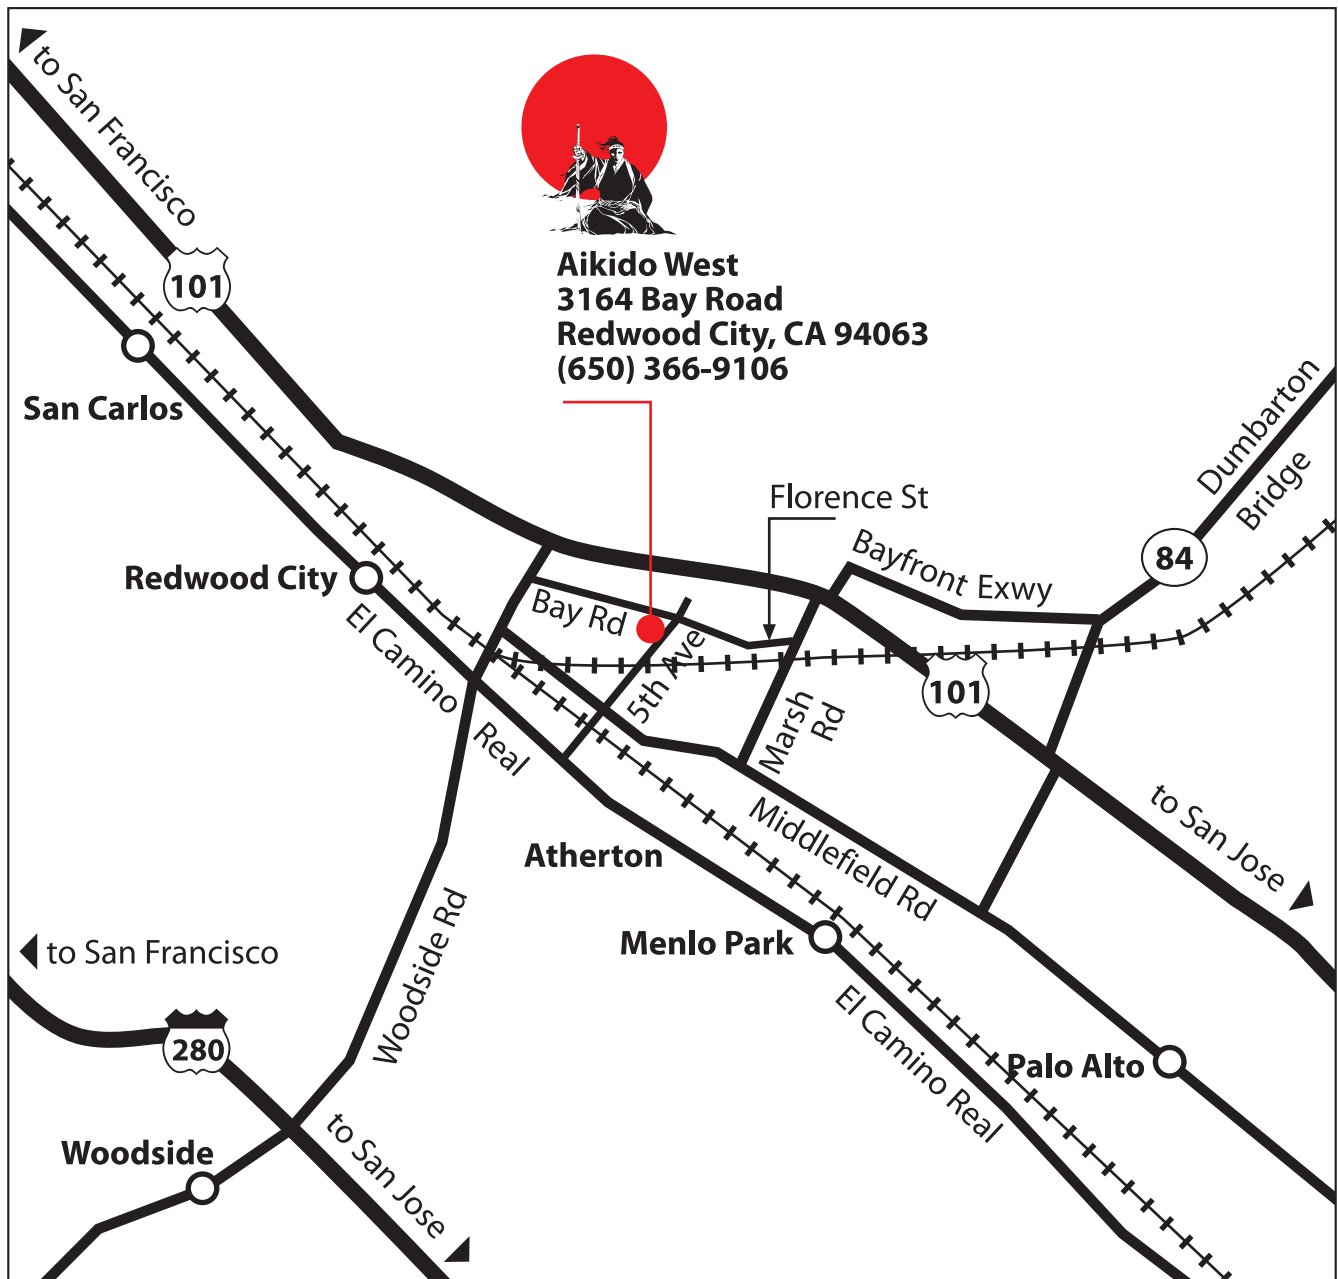 to San Francisco
101
Aikido West
3164 Bay Road
Redwood City, CA 94063
(650) 366-9106
San Carlos
Dumbarton
Bridge
Florence St
Bayfront Exwy
84
Redwood City
Bay Rd
El Camino
Real
5th Ave
Marsh
Rd
101
to San Jose
Middlefield Rd
Atherton
Menlo Park
Woodside Rd
to San Francisco
280
El Camino Real
Palo Alto
Woodside
to San Jose